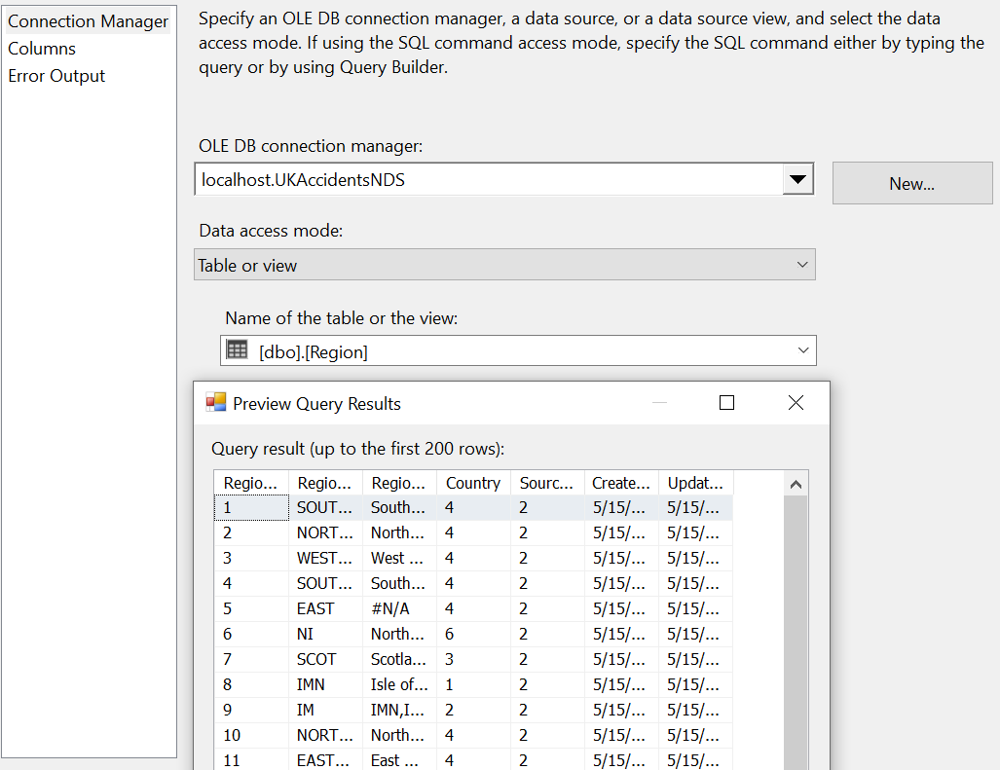 Connection Manager
Columns
Error Output
Specify an OLE DB connection manager, a data source, or a data source view, and select the data
access mode. If using the SQL command access mode, specify the SQL command either by typing the
query or by using Query Builder.
OLE DB connection manager:
localhost.UKAccidentsNDS
New...
Data access mode:
Table or view
Name of the table or the view:
[dbo].[Region]
Preview Query Results
Query result (up to the first 200 rows):
Regio... Regio... Regio... Country Sourc... Create... Updat...
1 SOUT... South... 4 2 5/15/... 5/15/...
2 NORT... North... 4 2 5/15/... 5/15/...
3 WEST... West ... 4 2 5/15/... 5/15/...
4 SOUT... South... 4 2 5/15/... 5/15/...
5 EAST #N/A 4 2 5/15/... 5/15/...
6 NI North... 6 2 5/15/... 5/15/...
7 SCOT Scotla... 3 2 5/15/... 5/15/...
8 IMN Isle of... 1 2 5/15/... 5/15/...
9 IM IMN,I... 2 2 5/15/... 5/15/...
10 NORT... North... 4 2 5/15/... 5/15/...
11 EAST... East ... 4 2 5/15/... 5/15/...